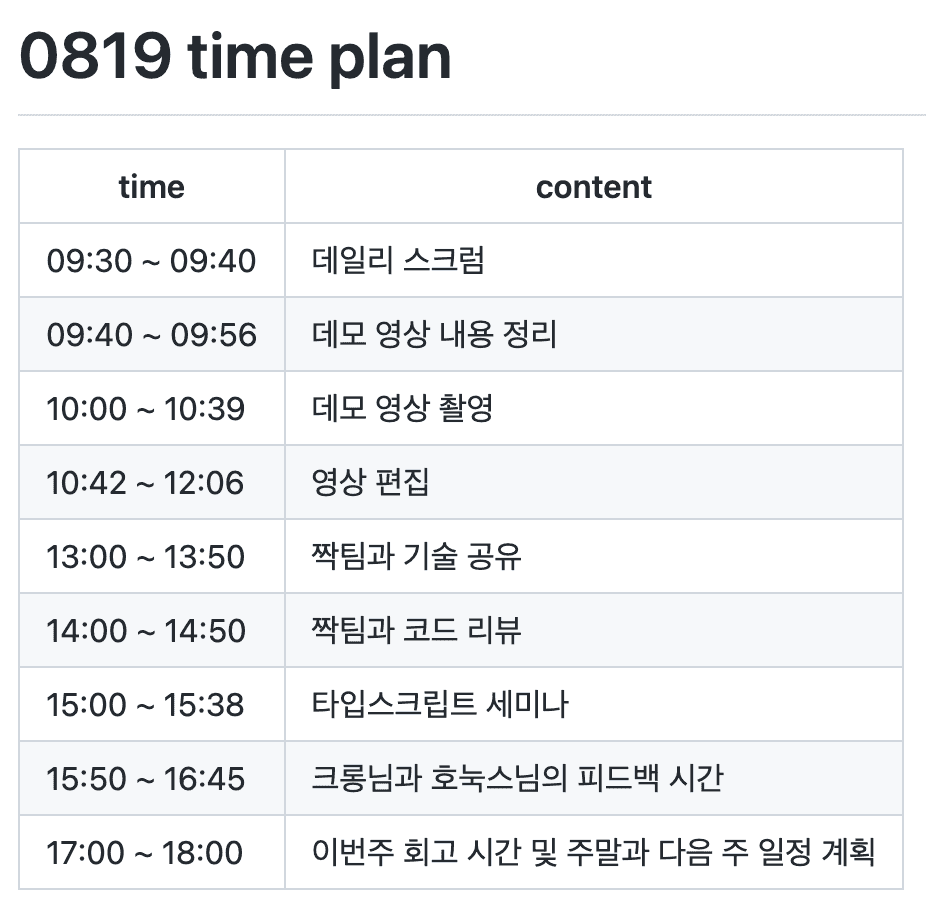 0819 time plan
time content
09:30 ~ 09:40 데일리 스크럼
09:40 ~ 09:56 데모 영상 내용 정리
10:00 ~ 10:39 데모 영상 촬영
10:42 ~ 12:06 영상 편집
13:00 ~ 13:50 짝팀과 기술 공유
14:00 ~ 14:50 짝팀과 코드 리뷰
15:00 ~ 15:38 타입스크립트 세미나
15:50 ~ 16:45 크롱님과 호눅스님의 피드백 시간
17:00 ~ 18:00 이번주 회고 시간 및 주말과 다음 주 일정 계획